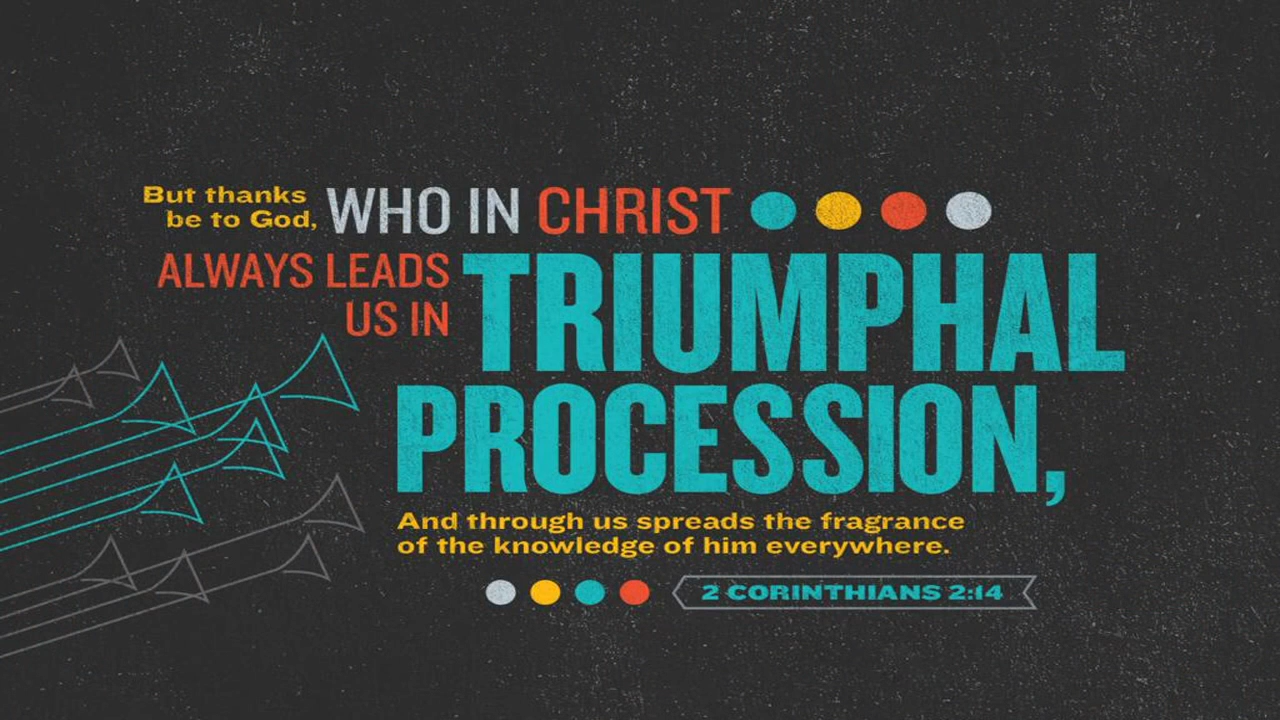 But thanks
be to God,
WHO IN CHRIST
ALWAYS LEADS
US IN
TRIUMPHAL
PROCESSION,
And through us spreads the fragrance
of the knowledge of him everywhere.
2 CORINTHIANS 2:14